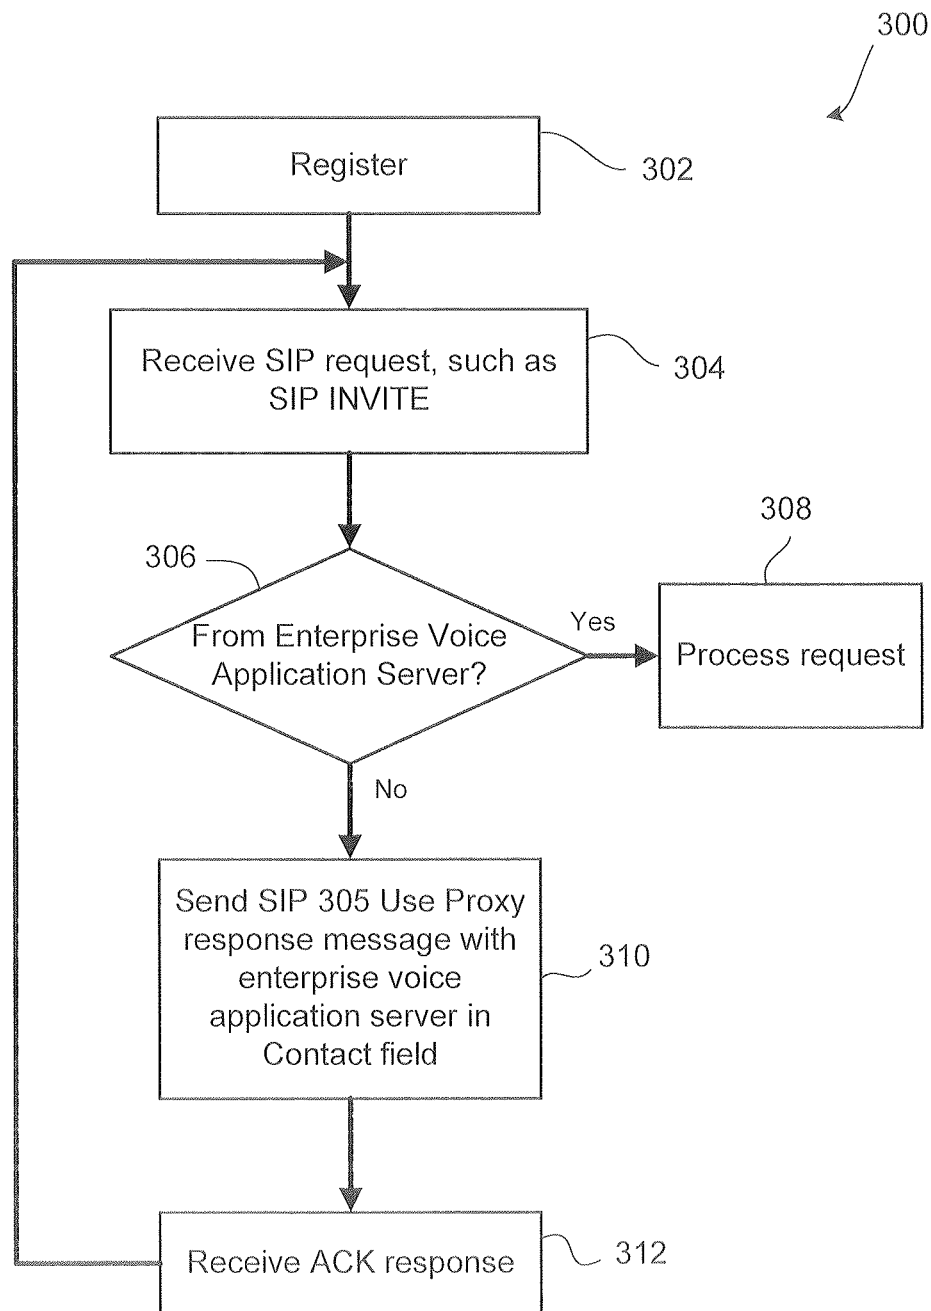 300
Register
302
Receive SIP request, such as
SIP INVITE
304
306
From Enterprise Voice
Application Server?
Yes
308
Process request
No
Send SIP 305 Use Proxy
response message with
enterprise voice
application server in
Contact field
310
Receive ACK response
312